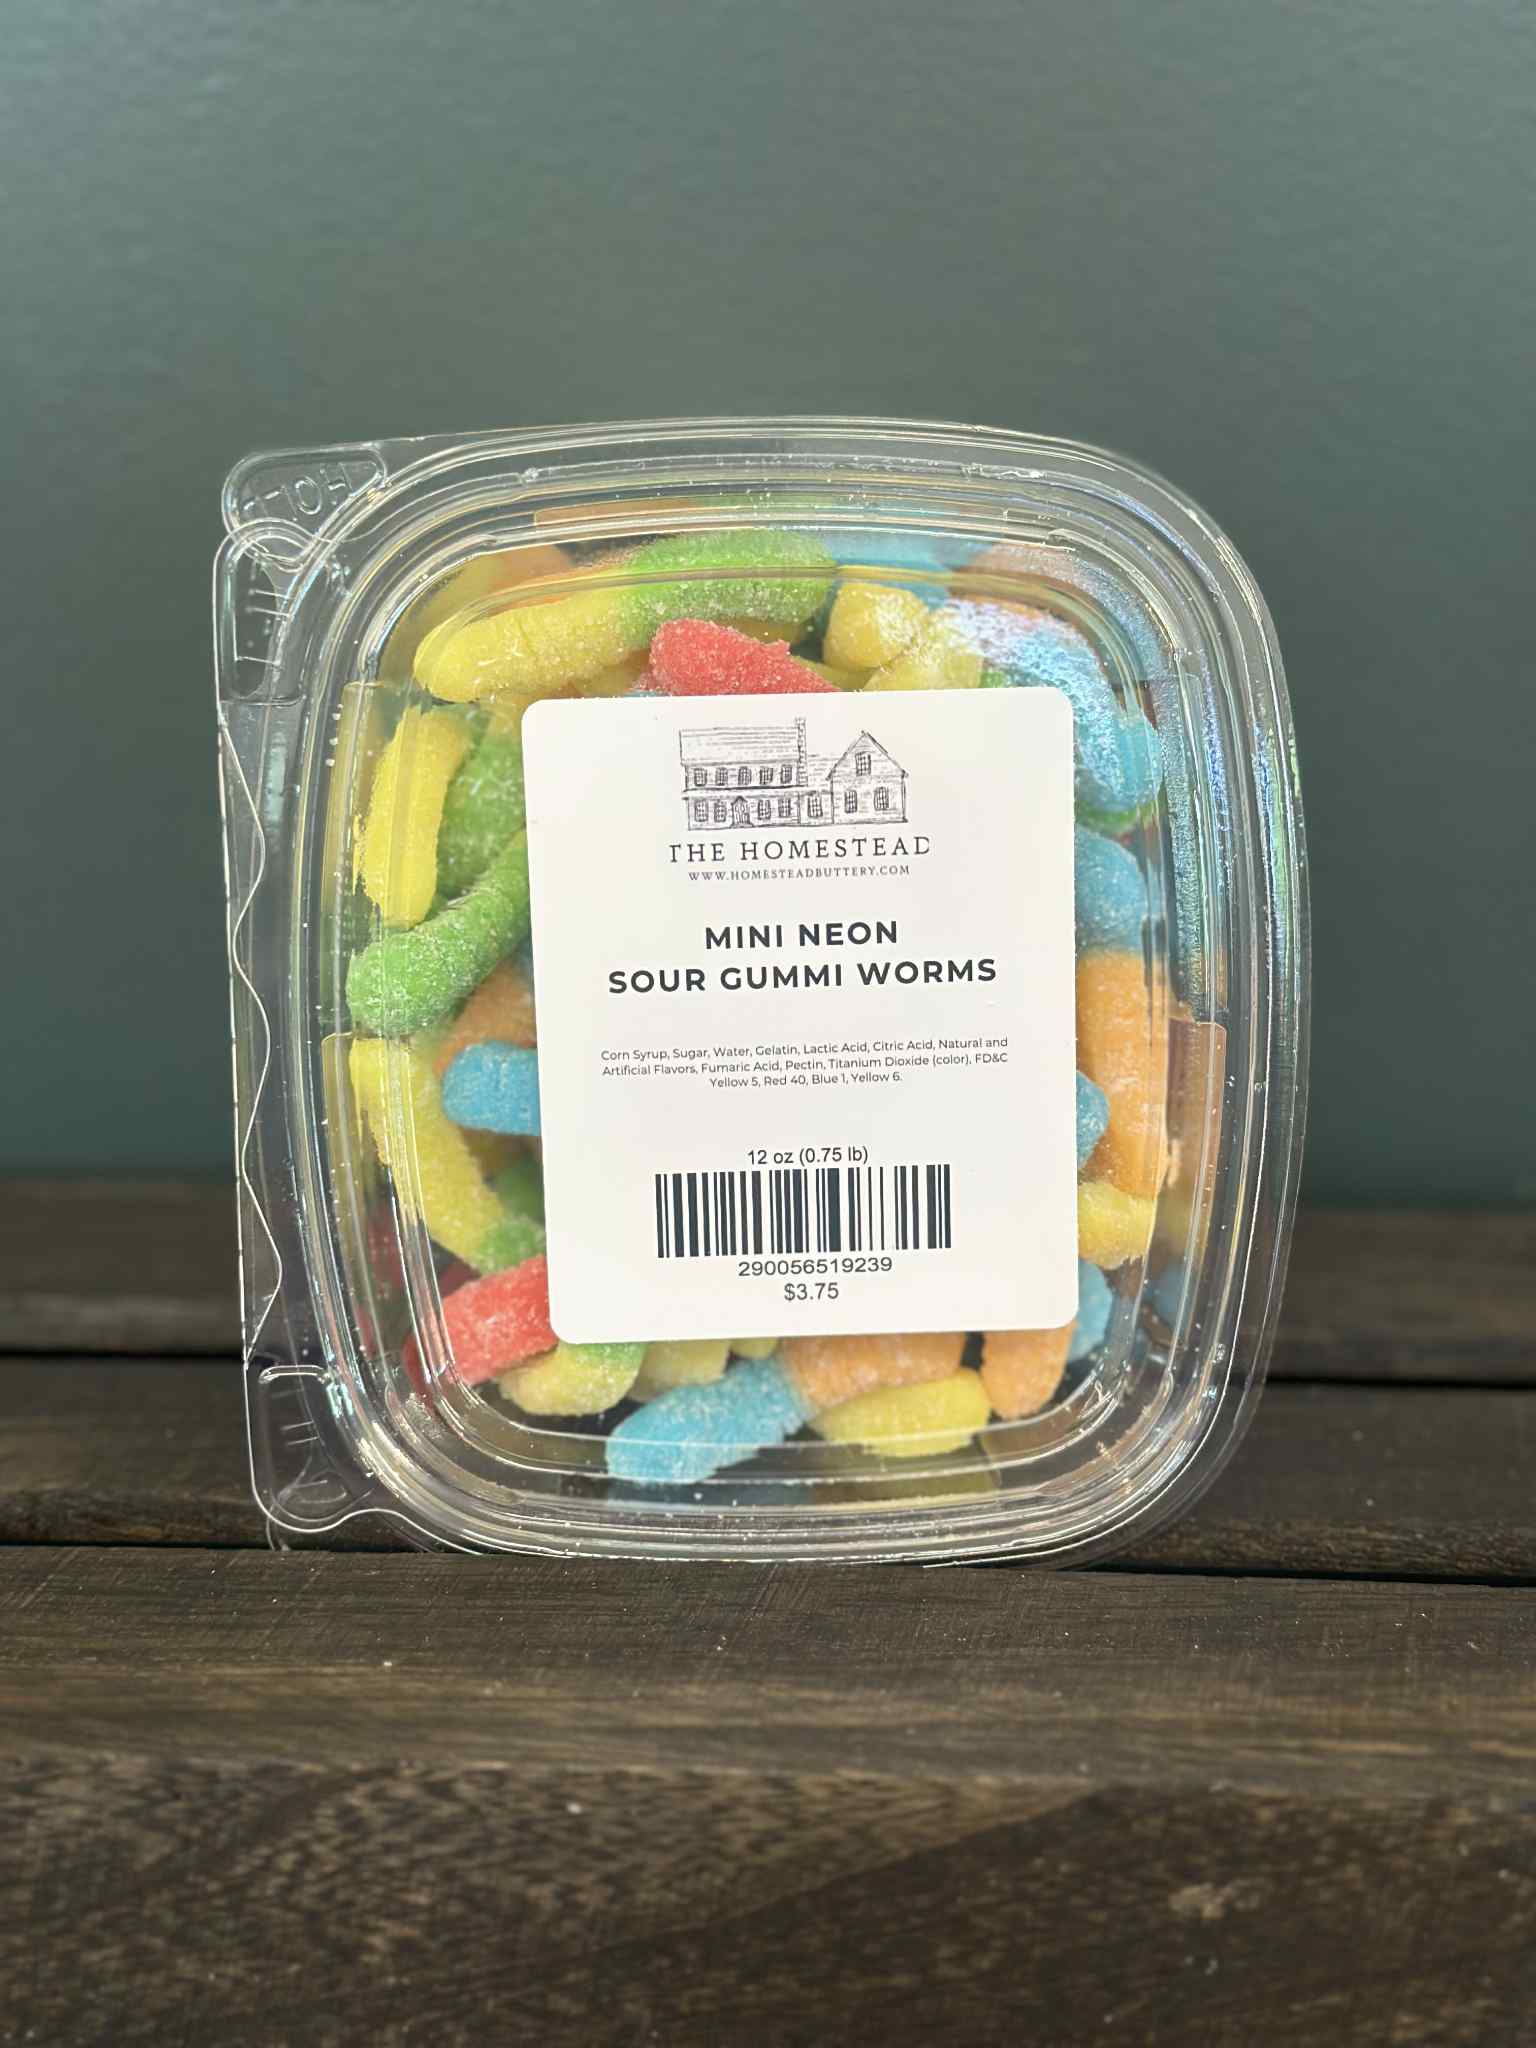 THE HOMESTEAD
WWW.HOMESTEADBUTTERY.COM
MINI NEON
SOUR GUMMI WORMS
Corn Syrup, Sugar, Water, Gelatin, Lactic Acid, Citric Acid, Natural and
Artificial Flavors, Fumaric Acid, Pectin, Titanium Dioxide (color), FD&C
Yellow 5, Red 40, Blue 1, Yellow 6.
12 oz (0.75 lb)
290056519239
$3.75